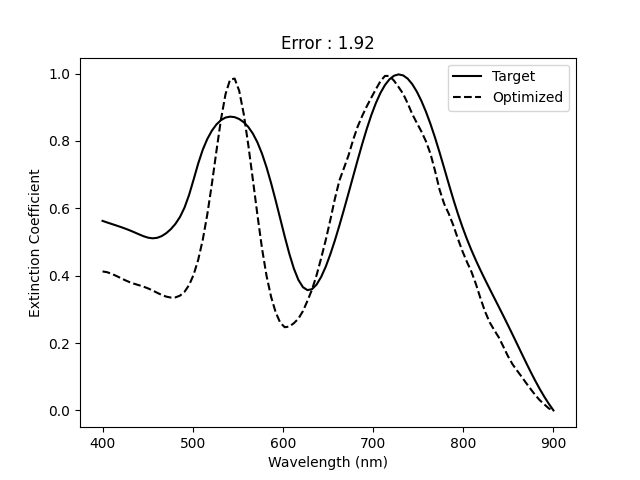 Error : 1.92
Target
Optimized
Extinction Coefficient
1.0
0.8
0.6
0.4
0.2
0.0
400 500 600 700 800 900
Wavelength (nm)